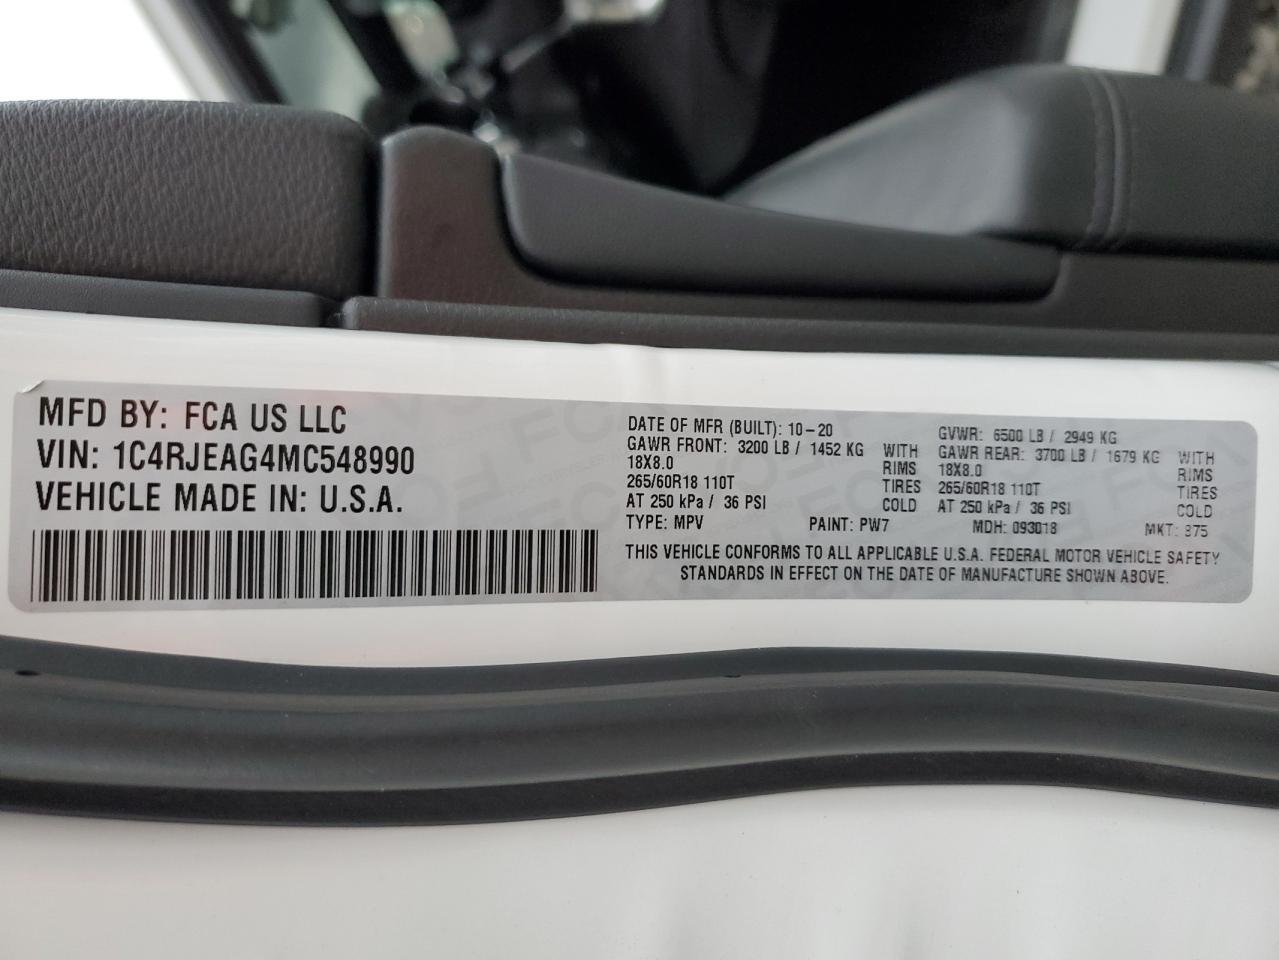 MFD BY: FCA US LLC
VIN: 1C4RJEAG4MC548990
VEHICLE MADE IN: U.S.A.
DATE OF MFR (BUILT): 10-20
GAWR FRONT: 3200 LB / 1452 KG WITH
18X8.0 RIMS
265/60R18 110T TIRES
AT 250 kPa / 36 PSI COLD
GVWR: 6500 LB / 2949 KG
GAWR REAR: 3700 LB / 1679 KG WITH
18X8.0 RIMS
265/60R18 110T TIRES
AT 250 kPa / 36 PSI COLD
TYPE: MPV PAINT: PW7 MDH: 093018 MKT: 875
THIS VEHICLE CONFORMS TO ALL APPLICABLE U.S.A. FEDERAL MOTOR VEHICLE SAFETY
STANDARDS IN EFFECT ON THE DATE OF MANUFACTURE SHOWN ABOVE.